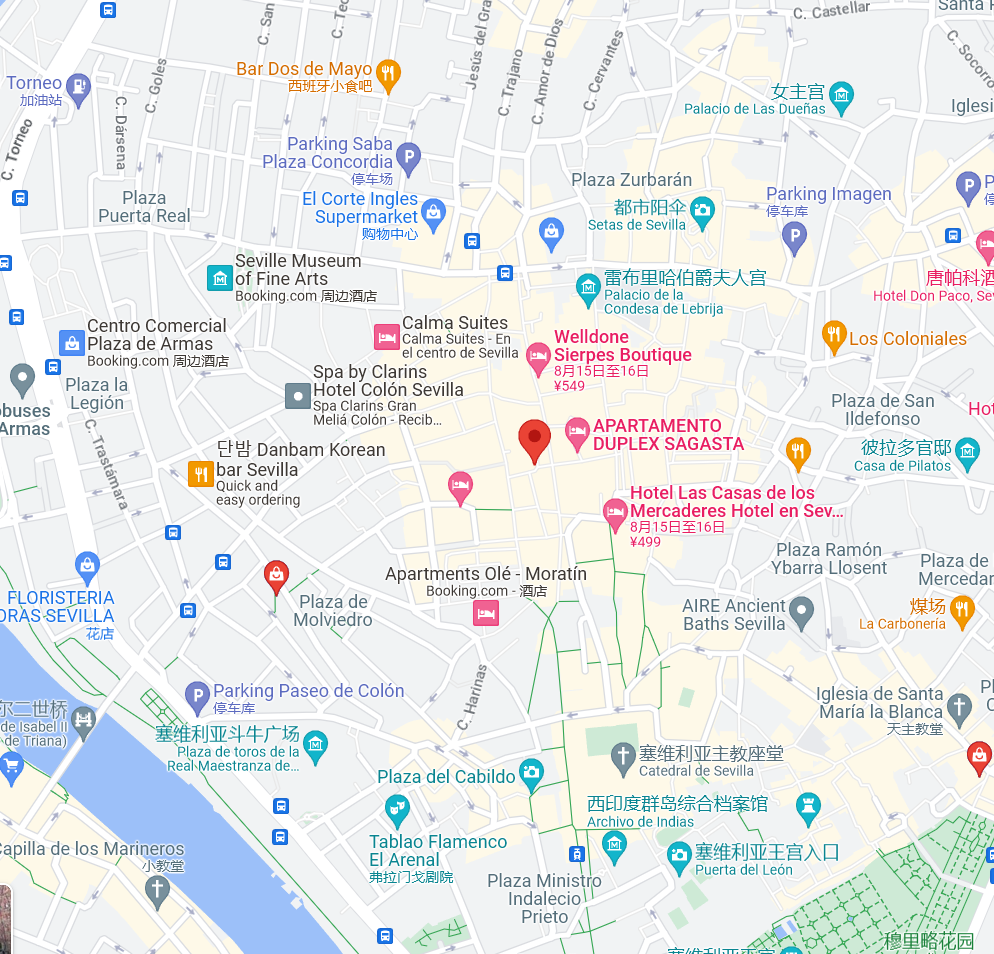 C. Castellar
Santa
C. San
C. Teo
Jesús del Gra
C. Trajano
C. Amor de Dios
C. Cervantes
C. Socorro
C. Goles
Bar Dos de Mayo
西班牙小食吧
Torneo
加油站
C. Torneo
C. Dársena
女主宫
Palacio de Las Dueñas
Iglesi
Parking Saba
Plaza Concordia
停车场
Plaza Zurbarán
Parking Imagen
停车库
P
Plaza
Puerta Real
El Corte Ingles
Supermarket
购物中心
都市阳伞
Setas de Sevilla
Seville Museum
of Fine Arts
Booking.com 周边酒店
雷布里哈伯爵夫人宫
Palacio de la
Condesa de Lebrija
唐帕科酒
Hotel Don Paco, Sev
Centro Comercial
Plaza de Armas
Booking.com 周边酒店
Calma Suites
Calma Suites - En
el centro de Sevilla
Welldone
Sierpes Boutique
8月15日至16日
¥549
Los Coloniales
Plaza la
Legión
Spa by Clarins
Hotel Colón Sevilla
Spa Clarins Gran
Meliá Colón - Recib...
obuses
Armas
Plaza de San
Ildefonso
Hot
C. Trastámara
APARTAMENTO
DUPLEX SAGASTA
단밤 Danbam Korean
bar Sevilla
Quick and
easy ordering
彼拉多官邸
Casa de Pilatos
Hotel Las Casas de los
Mercaderes Hotel en Sev...
8月15日至16日
¥499
Plaza Ramón
Ybarra Llosent
Plaza de
Mercedar
Apartments Olé - Moratín
Booking.com - 酒店
FLORISTERIA
ORAS SEVILLA
花店
Plaza de
Molviedro
AIRE Ancient
Baths Sevilla
煤场
La Carbonería
C. Harinas
Parking Paseo de Colón
停车库
尔二世桥
de Isabel II
de Triana)
塞维利亚斗牛广场
Plaza de toros de la
Real Maestranza de...
Iglesia de Santa
María la Blanca
天主教堂
塞维利亚主教座堂
Catedral de Sevilla
Plaza del Cabildo
西印度群岛综合档案馆
Archivo de Indias
Tablao Flamenco
El Arenal
弗拉门戈剧院
Capilla de los Marineros
小教堂
塞维利亚王宫入口
Puerta del León
Plaza Ministro
Indalecio
Prieto
穆里略花园